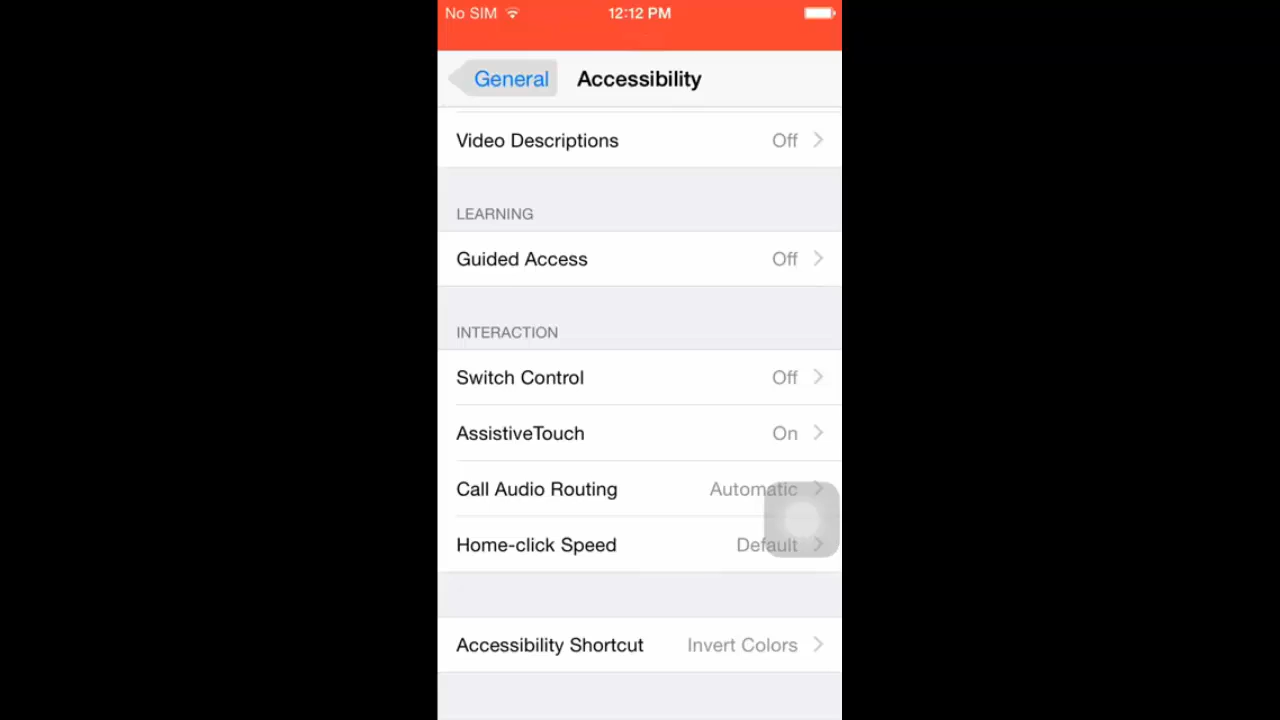 No SIM 12:12 PM
General Accessibility
Video Descriptions Off
LEARNING
Guided Access Off
INTERACTION
Switch Control Off
AssistiveTouch On
Call Audio Routing Automatic
Home-click Speed Default
Accessibility Shortcut Invert Colors